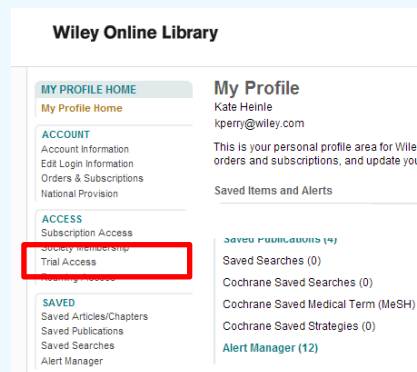 Wiley Online Library
MY PROFILE HOME
My Profile Home
ACCOUNT
Account Information
Edit Login Information
Orders & Subscriptions
National Provision
ACCESS
Subscription Access
Society Membership
Trial Access
Roaming Access
SAVED
Saved Articles/Chapters
Saved Publications
Saved Searches
Alert Manager
My Profile
Kate Heinle
kperry@wiley.com
This is your personal profile area for Wile
orders and subscriptions, and update you
Saved Items and Alerts
Saved Publications (4)
Saved Searches (0)
Cochrane Saved Searches (0)
Cochrane Saved Medical Term (MeSH)
Cochrane Saved Strategies (0)
Alert Manager (12)